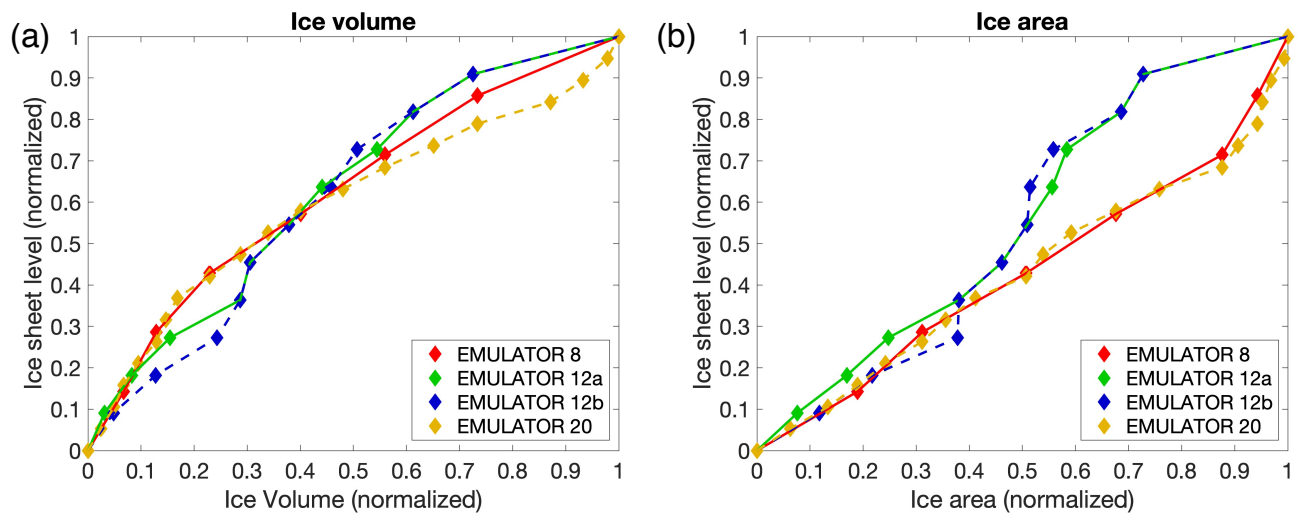 (a)
Ice volume
Ice sheet level (normalized)
1
0.9
0.8
0.7
0.6
0.5
0.4
0.3
0.2
0.1
0
0 0.1 0.2 0.3 0.4 0.5 0.6 0.7 0.8 0.9 1
Ice Volume (normalized)
EMULATOR 8
EMULATOR 12a
EMULATOR 12b
EMULATOR 20
(b)
Ice area
Ice sheet level (normalized)
1
0.9
0.8
0.7
0.6
0.5
0.4
0.3
0.2
0.1
0
0 0.1 0.2 0.3 0.4 0.5 0.6 0.7 0.8 0.9 1
Ice area (normalized)
EMULATOR 8
EMULATOR 12a
EMULATOR 12b
EMULATOR 20